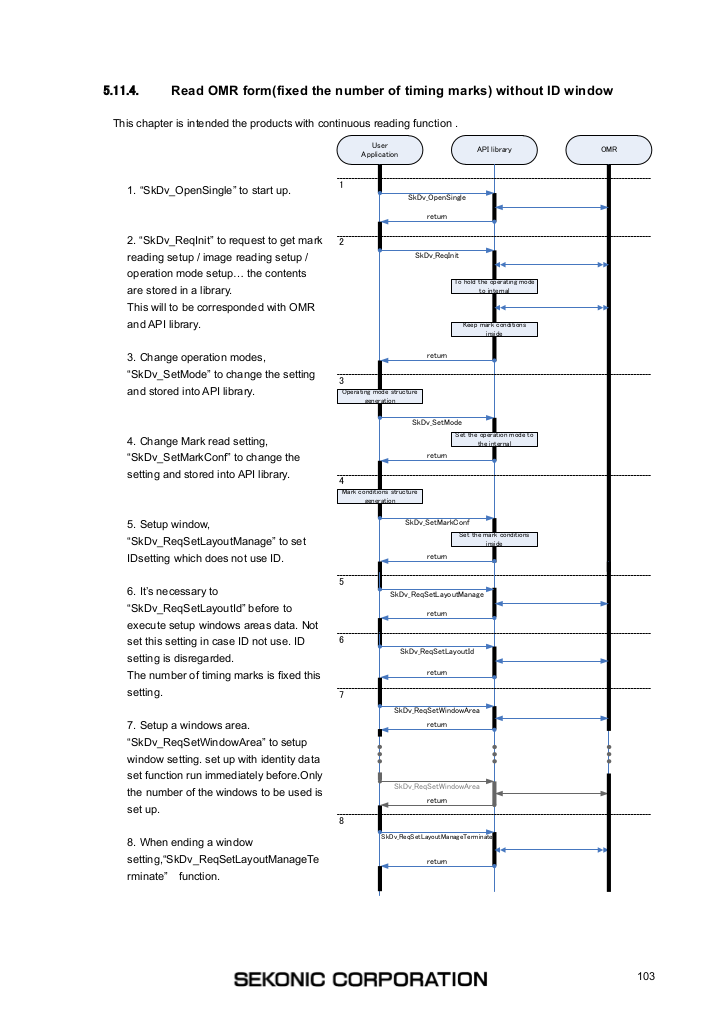 5.11.4. Read OMR form(fixed the number of timing marks) without ID window
This chapter is intended the products with continuous reading function .
1. “SkDv_OpenSingle” to start up.
2. “SkDv_ReqInit” to request to get mark
reading setup / image reading setup /
operation mode setup… the contents
are stored in a library.
This will to be corresponded with OMR
and API library.
3. Change operation modes,
“SkDv_SetMode” to change the setting
and stored into API library.
4. Change Mark read setting,
“SkDv_SetMarkConf” to change the
setting and stored into API library.
5. Setup window,
“SkDv_ReqSetLayoutManage” to set
IDsetting which does not use ID.
6. It’s necessary to
“SkDv_ReqSetLayoutId” before to
execute setup windows areas data. Not
set this setting in case ID not use. ID
setting is disregarded.
The number of timing marks is fixed this
setting.
7. Setup a windows area.
“SkDv_ReqSetWindowArea” to setup
window setting. set up with identity data
set function run immediately before.Only
the number of the windows to be used is
set up.
8. When ending a window
setting,“SkDv_ReqSetLayoutManageTe
rminate” function.
User
Application
API library
OMR
1
SkDv_OpenSingle
return
2
SkDv_ReqInit
To hold the operating mode
to internal
Keep mark conditions
inside
return
3
Operating mode structure
generation
SkDv_SetMode
Set the operation mode to
the internal
return
4
Mark conditions structure
generation
SkDv_SetMarkConf
Set the mark conditions
inside
return
5
SkDv_ReqSetLayoutManage
return
6
SkDv_ReqSetLayoutId
return
7
SkDv_ReqSetWindowArea
return
SkDv_ReqSetWindowArea
return
8
SkDv_ReqSetLayoutManageTerminate
return
SEKONIC CORPORATION
103